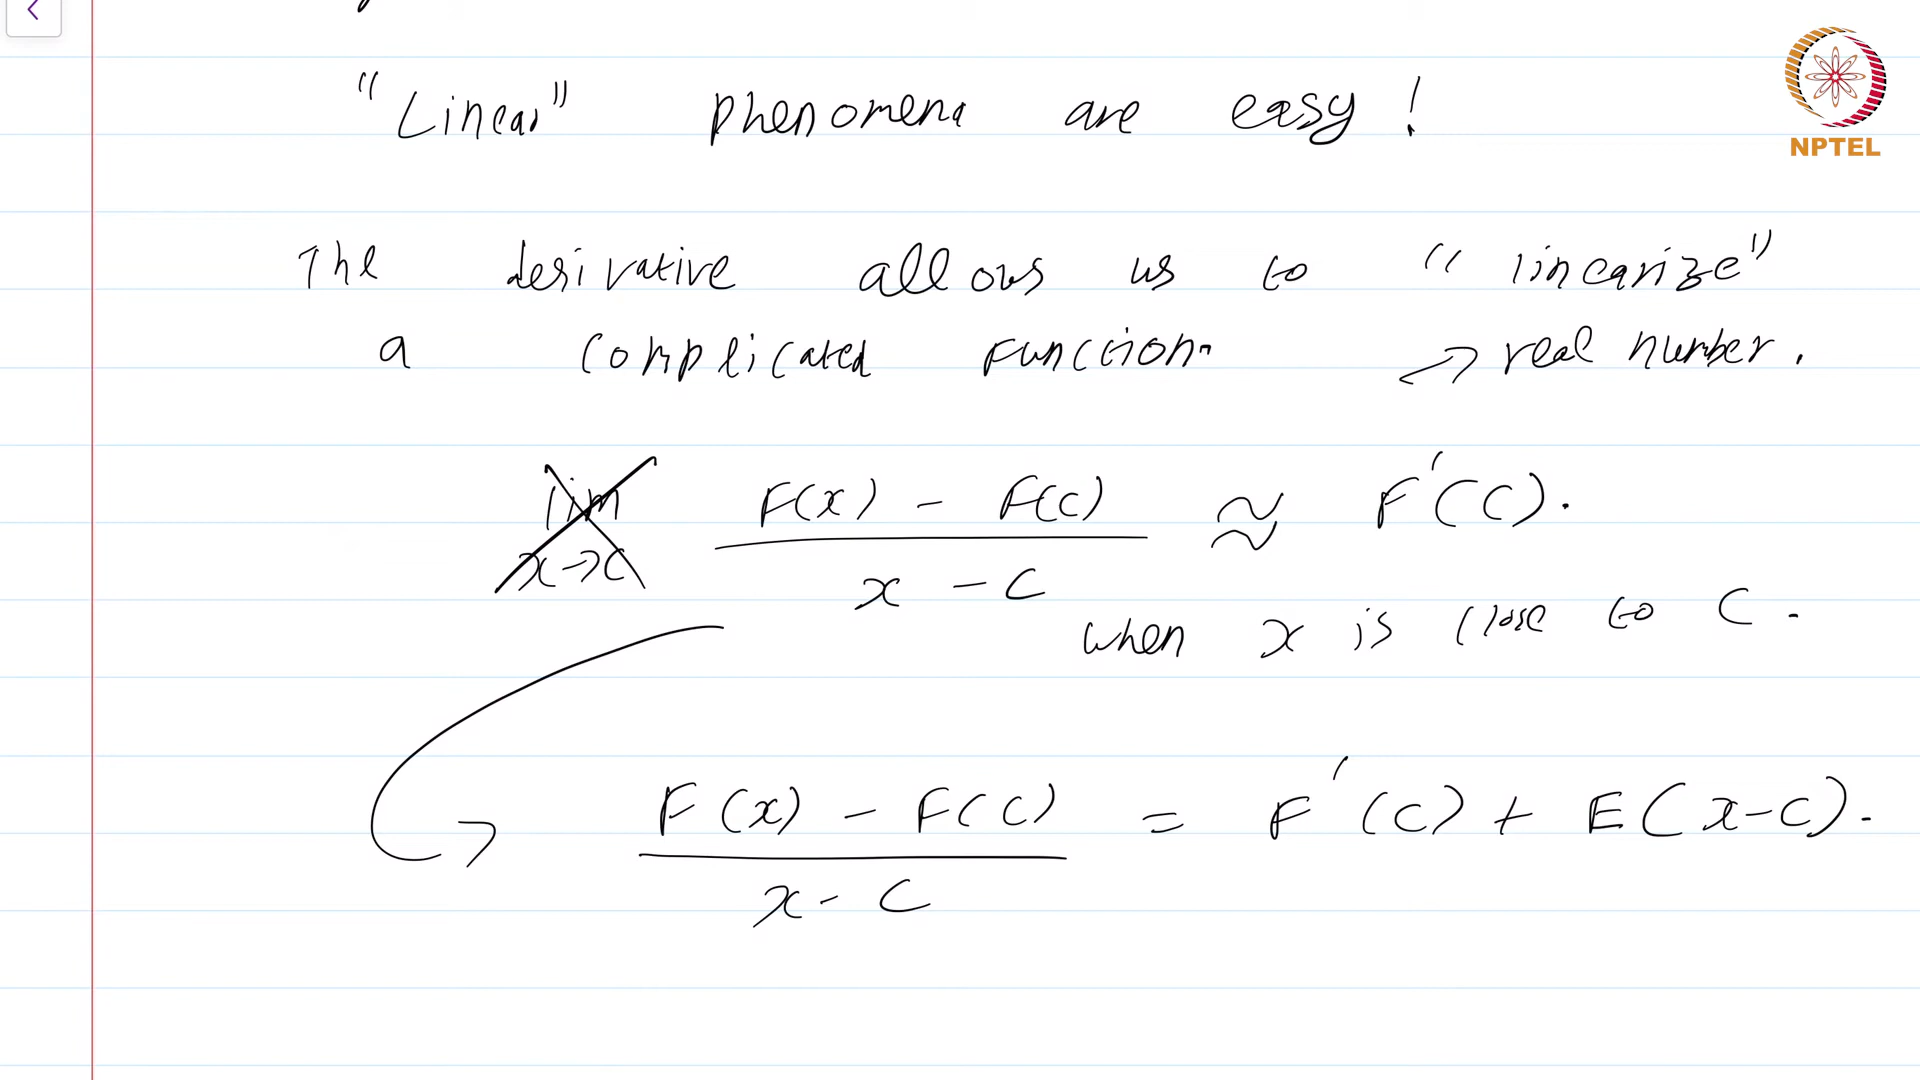 "Linear" phenomena are easy!
NPTEL
The derivative allows us to "linearize"
a complicated function. → real number.
lim x→c F(x) - F(c) / x - c ≈ F'(c).
when x is close to c.
F(x) - F(c) / x - c = F'(c) + E(x-c).